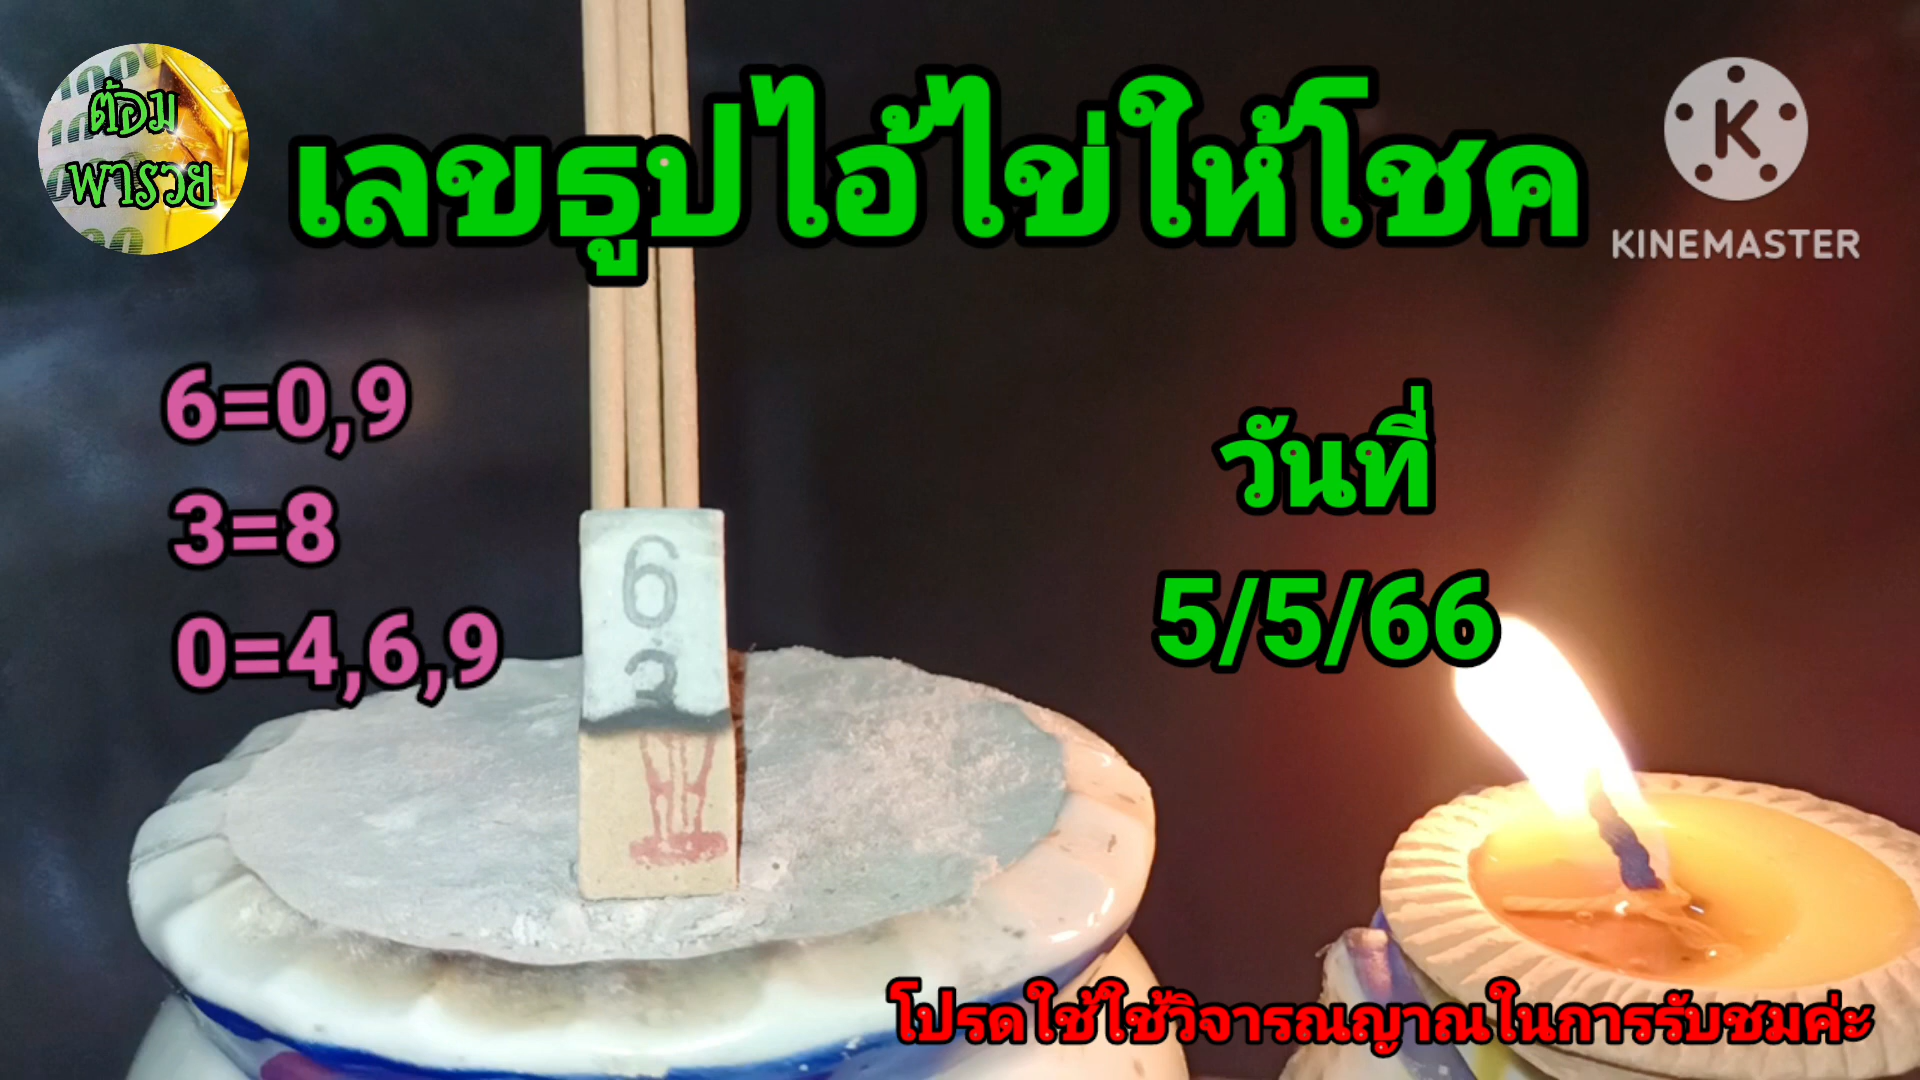 ต้อม
พารวย
เลขธูปไอ้ไข่ให้โชค
K
KINEMASTER
6=0,9
3=8
0=4,6,9
วันที่
5/5/66
6
3
โปรดใช้ใช้วิจารณญาณในการรับชมค่ะ